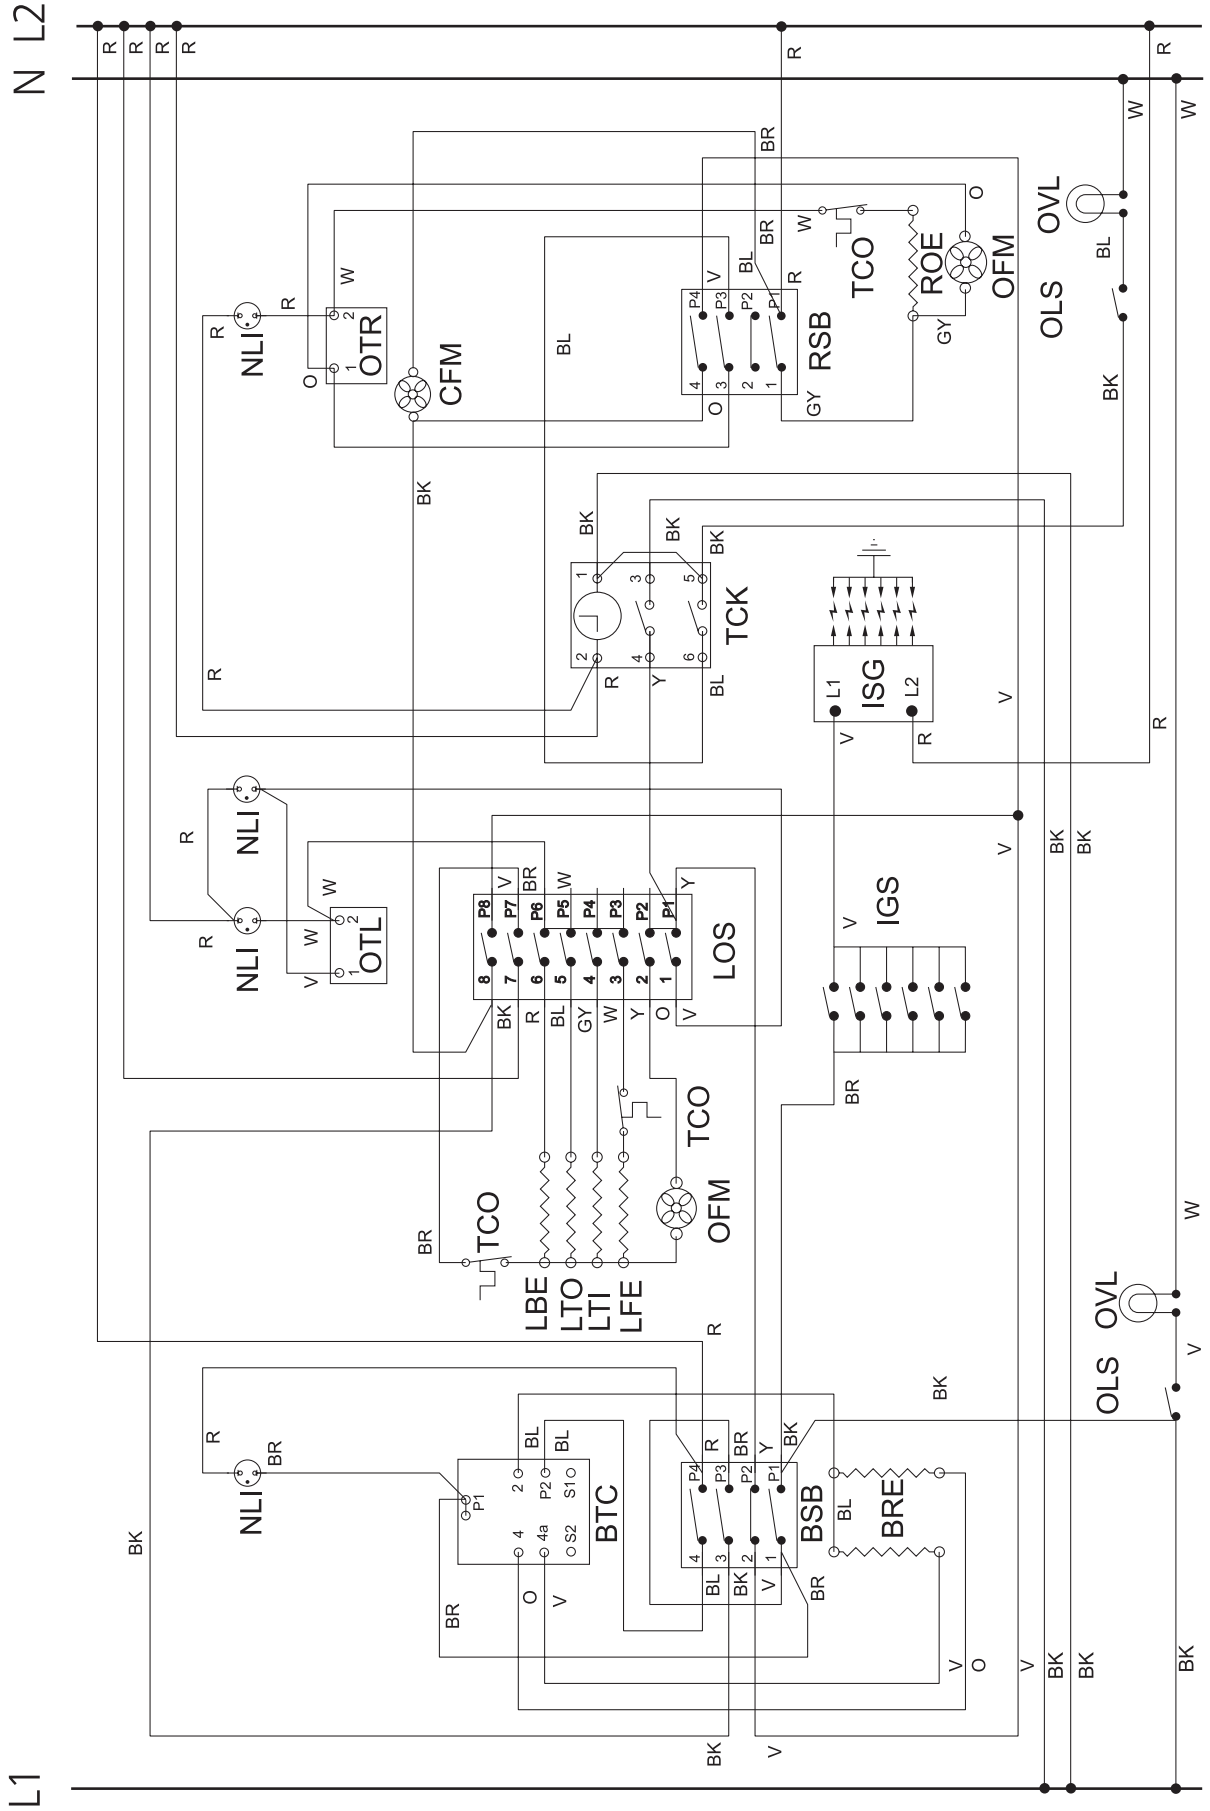 N L2
R
R
R
R
R
R
W
W
BR
R
NLI
R
W
O
OTR
1
2
CFM
BK
BL
O
V
BL
BR
R
P4
P3
P2
P1
4
3
2
1
RSB
GY
W
TCO
ROE
GY
OFM
O
OVL
BL
OLS
BK
BK
BK
BK
1
3
5
2
4
6
TCK
R
Y
BL
R
L1
L2
ISG
V
R
V
R
R
NLI
R
NLI
W
W
V
OTL
1
2
V
BR
W
Y
P8
P7
P6
P5
P4
P3
P2
P1
8
7
6
5
4
3
2
1
LOS
BK
R
BL
GY
W
Y
O
V
V
IGS
BR
V
BK
BK
TCO
TCO
BR
OFM
LBE
LTO
LTI
LFE
R
W
OVL
V
OLS
BK
R
BR
NLI
BK
P1
2
P2
S1
4
4a
S2
BTC
BL
BL
O
V
BR
R
BR
Y
BK
P4
P3
P2
P1
4
3
2
1
BSB
BL
BK
V
BR
BL
BRE
V
O
V
BK
BK
BK
BK
V
L1